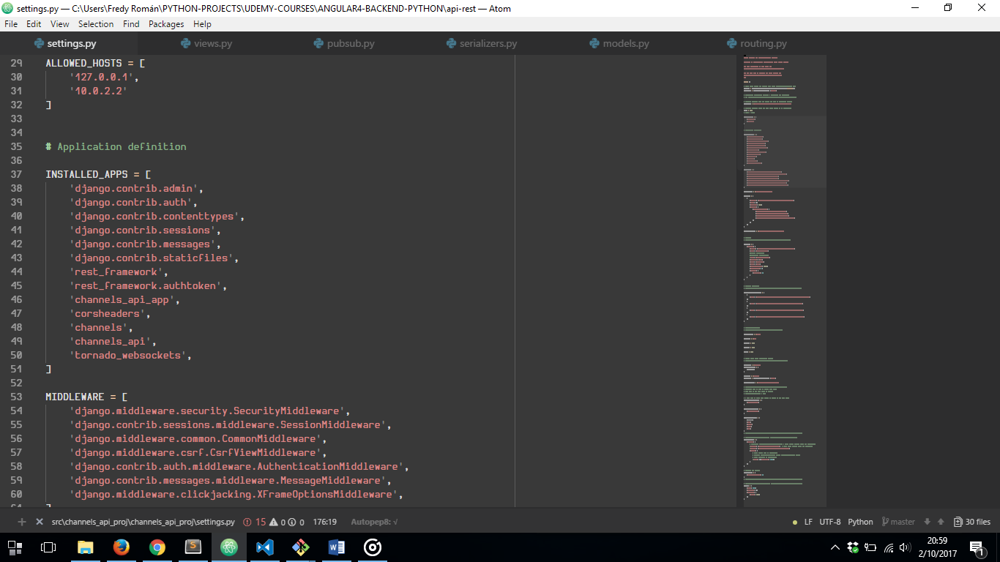 settings.py — C:\Users\Fredy Román\PYTHON-PROJECTS\UDEMY-COURSES\ANGULAR4-BACKEND-PYTHON\api-rest — Atom
File Edit View Selection Find Packages Help
settings.py views.py pubsub.py serializers.py models.py routing.py
29 ALLOWED_HOSTS = [
30 '127.0.0.1',
31 '10.0.2.2'
32 ]
33
34
35 # Application definition
36
37 INSTALLED_APPS = [
38 'django.contrib.admin',
39 'django.contrib.auth',
40 'django.contrib.contenttypes',
41 'django.contrib.sessions',
42 'django.contrib.messages',
43 'django.contrib.staticfiles',
44 'rest_framework',
45 'rest_framework.authtoken',
46 'channels_api_app',
47 'corsheaders',
48 'channels',
49 'channels_api',
50 'tornado_websockets',
51 ]
52
53 MIDDLEWARE = [
54 'django.middleware.security.SecurityMiddleware',
55 'django.contrib.sessions.middleware.SessionMiddleware',
56 'django.middleware.common.CommonMiddleware',
57 'django.middleware.csrf.CsrfViewMiddleware',
58 'django.contrib.auth.middleware.AuthenticationMiddleware',
59 'django.contrib.messages.middleware.MessageMiddleware',
60 'django.middleware.clickjacking.XFrameOptionsMiddleware',
src\channels_api_proj\channels_api_proj\settings.py 15 0 0 176:19 Autopep8: √ LF UTF-8 Python master 30 files
20:59
2/10/2017
1